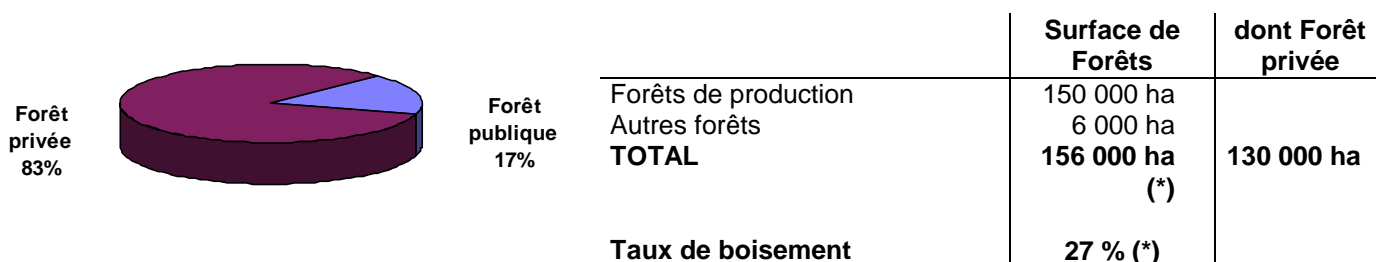 Forêt
privée
83%
Forêt
publique
17%
Surface de
Forêts
dont Forêt
privée
Forêts de production 150 000 ha
Autres forêts 6 000 ha
TOTAL 156 000 ha 130 000 ha
(*)
Taux de boisement 27 % (*)